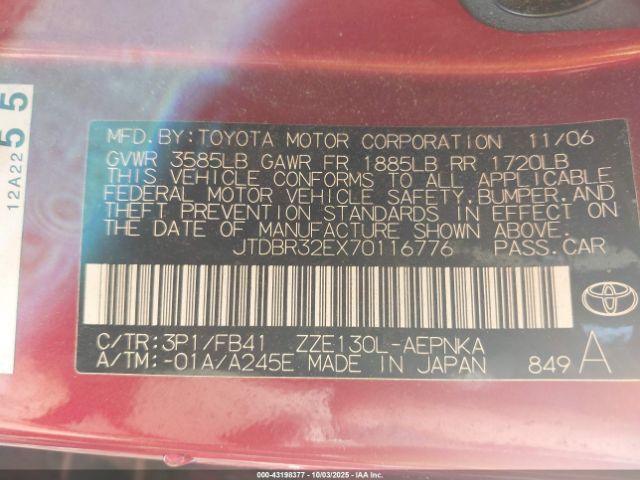 12A22 55
MFD.BY:TOYOTA MOTOR CORPORATION 11/06
GVWR 3585LB GAWR FR 1885LB RR 1720LB
THIS VEHICLE CONFORMS TO ALL APPLICABLE
FEDERAL MOTOR VEHICLE SAFETY,BUMPER,AND
THEFT PREVENTION STANDARDS IN EFFECT ON
THE DATE OF MANUFACTURE SHOWN ABOVE.
JTDBR32EX70116776 PASS.CAR
C/TR:3P1/FB41 ZZE130L-AEPNKA
A/TM:-01A/A245E MADE IN JAPAN 849 A
000-43198377 - 10/03/2025 - IAAI.COM